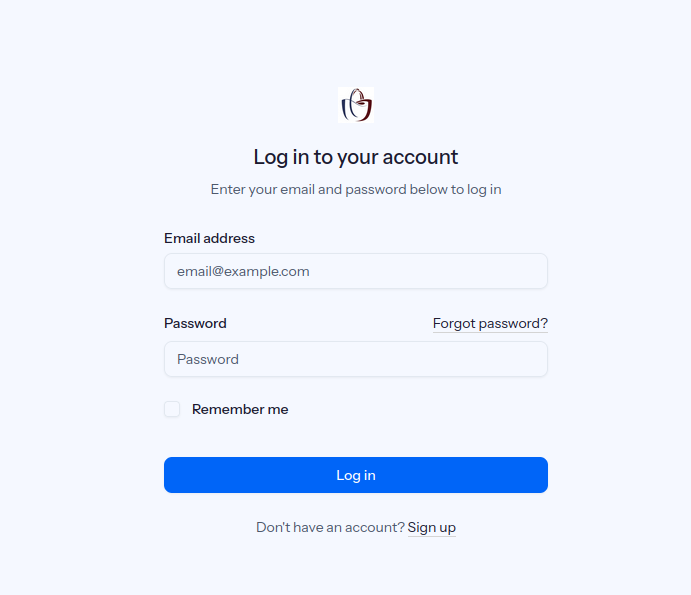 Log in to your account
Enter your email and password below to log in
Email address
email@example.com
Password
Forgot password?
Password
Remember me
Log in
Don't have an account? Sign up